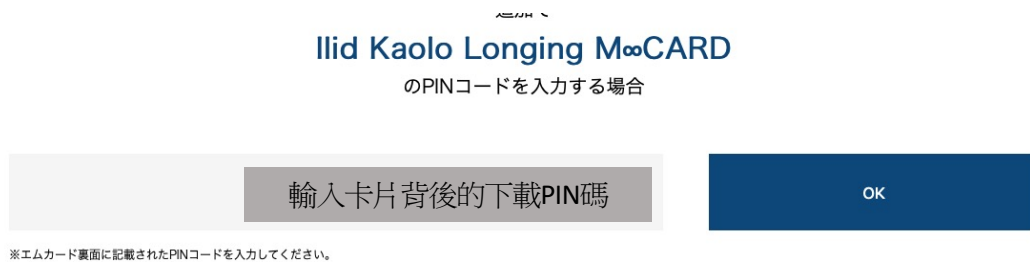 Ilid Kaolo Longing M∞CARD
のPINコードを入力する場合
輸入卡片背後的下載PIN碼
OK
※エムカード裏面に記載されたPINコードを入力してください。